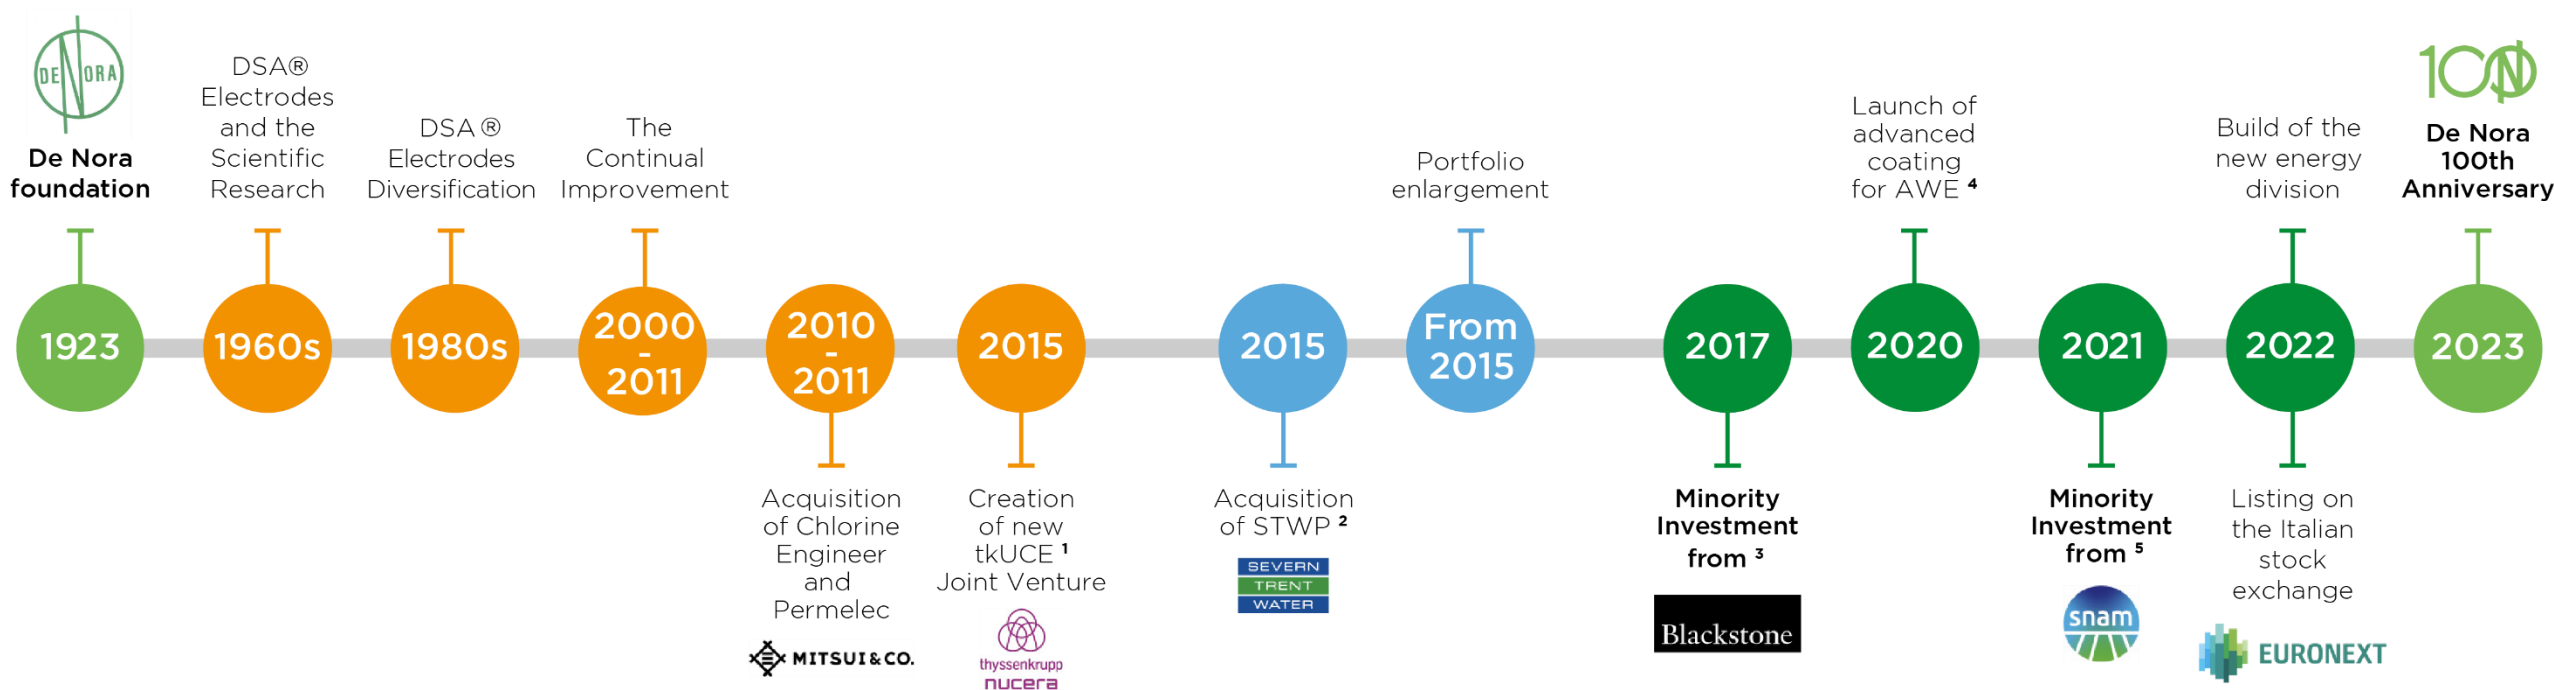 DE NORA
De Nora
foundation
1923
DSA®
Electrodes
and the
Scientific
Research
1960s
DSA ®
Electrodes
Diversification
1980s
The
Continual
Improvement
2000
-
2011
2010
-
2011
Acquisition
of Chlorine
Engineer
and
Permelec
MITSUI & CO.
2015
Creation
of new
tkUCE 1
Joint Venture
thyssenkrupp
nucera
2015
Acquisition
of STWP 2
SEVERN
TRENT
WATER
Portfolio
enlargement
From
2015
2017
Minority
Investment
from 3
Blackstone
Launch of
advanced
coating
for AWE 4
2020
2021
Minority
Investment
from 5
snam
Build of the
new energy
division
2022
Listing on
the Italian
stock
exchange
EURONEXT
100
De Nora
100th
Anniversary
2023